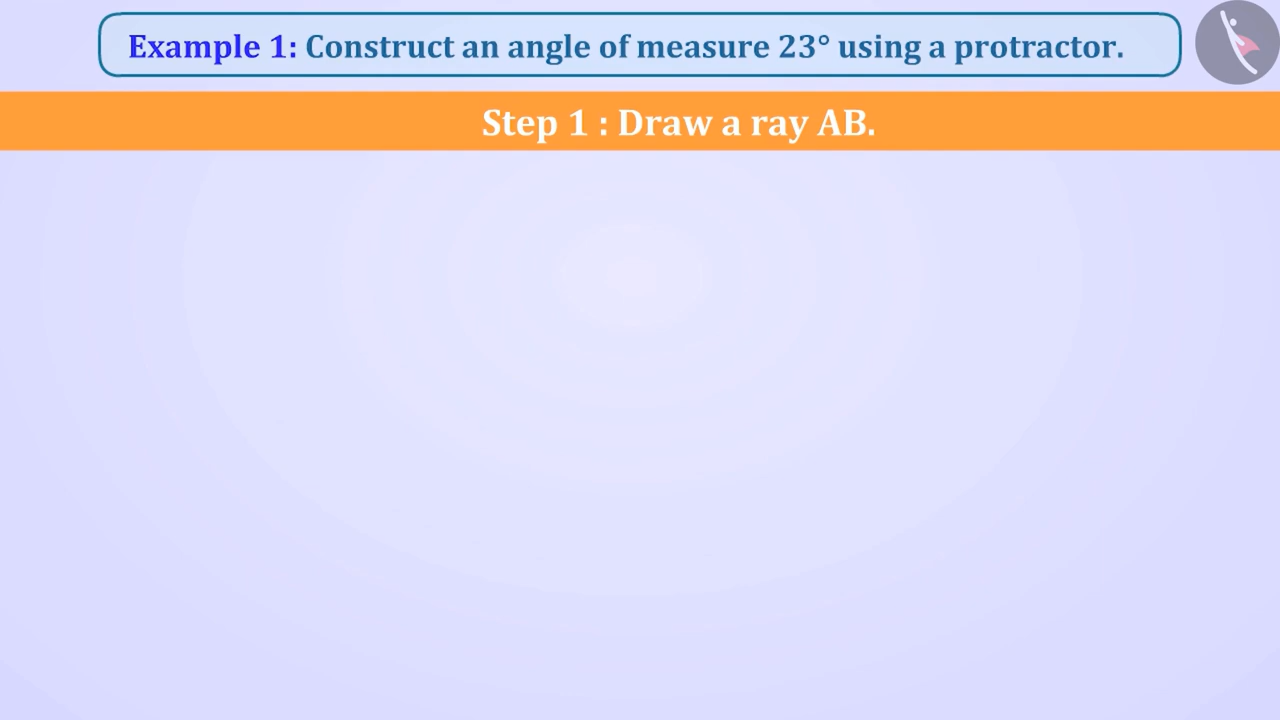 Example 1: Construct an angle of measure 23° using a protractor.
Step 1 : Draw a ray AB.